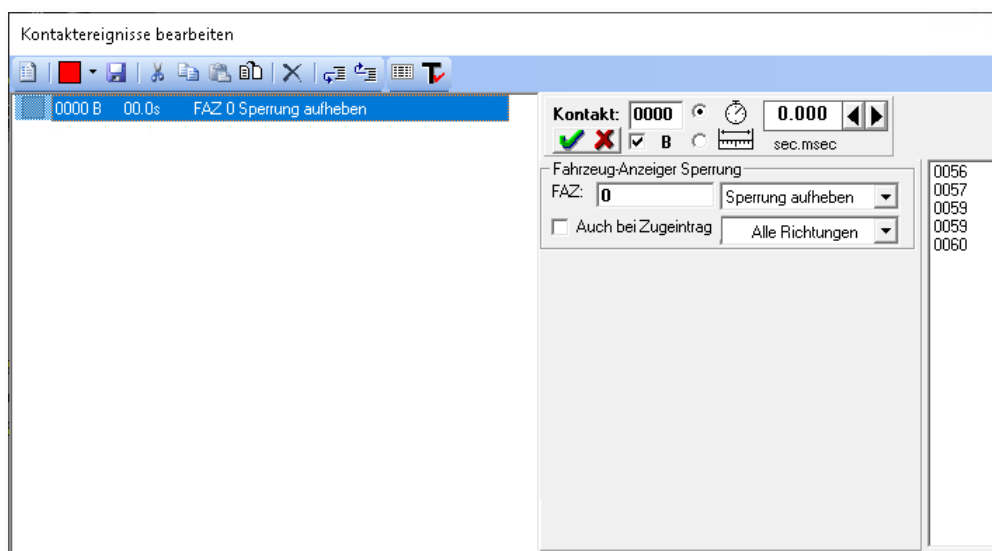 Kontaktereignisse bearbeiten
0000 B 00.0s FAZ 0 Sperrung aufheben
Kontakt: 0000 0.000
B sec.msec
Fahrzeug-Anzeiger Sperrung
FAZ: 0 Sperrung aufheben
Auch bei Zugeintrag Alle Richtungen
0056
0057
0059
0059
0060